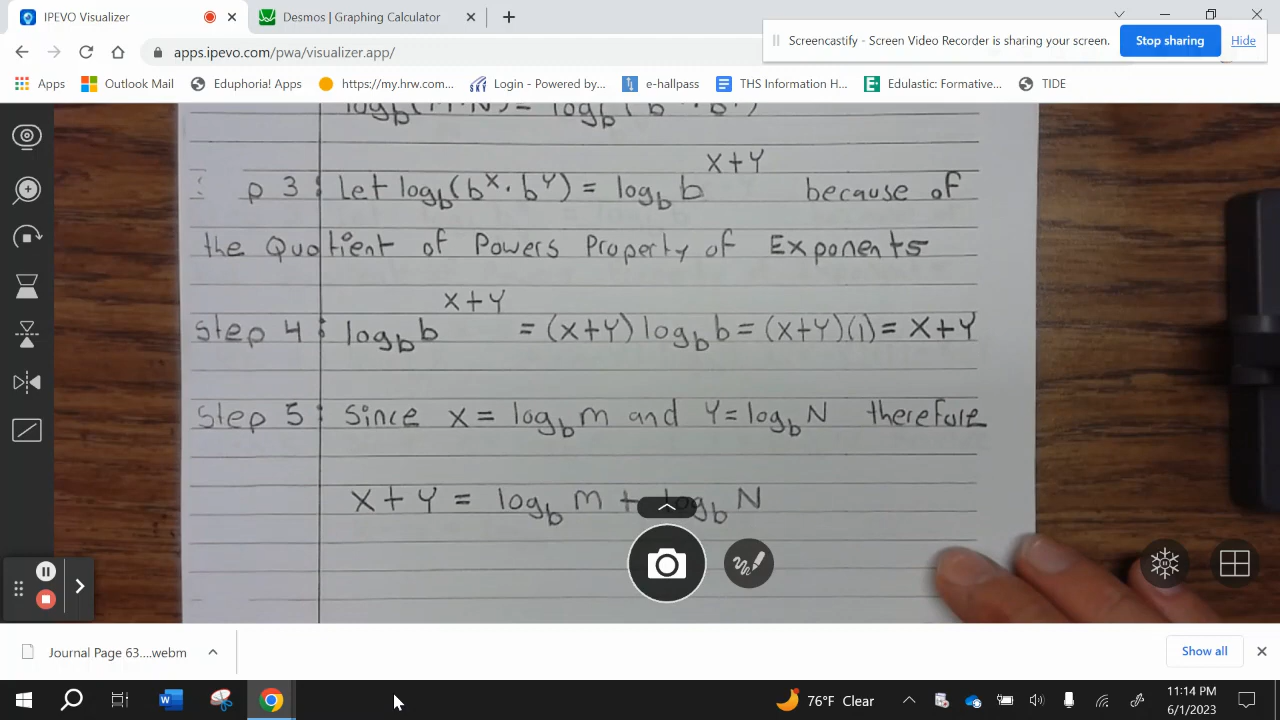 IPEVO Visualizer
Desmos | Graphing Calculator
Screencastify - Screen Video Recorder is sharing your screen.
Stop sharing
Hide
apps.ipevo.com/pwa/visualizer.app/
Apps
Outlook Mail
Eduphoria! Apps
https://my.hrw.com...
Login - Powered by...
e-hallpass
THS Information H...
Edulastic: Formative...
TIDE
p 3: Let log_b(b^x · b^y) = log_b b^(x+y) because of
the Quotient of Powers Property of Exponents
Step 4: log_b b^(x+y) = (x+y) log_b b = (x+y)(1) = x+y
Step 5: Since x = log_b m and y = log_b N therefore
x + y = log_b m + log_b N
Journal Page 63....webm
Show all
76°F Clear
11:14 PM
6/1/2023